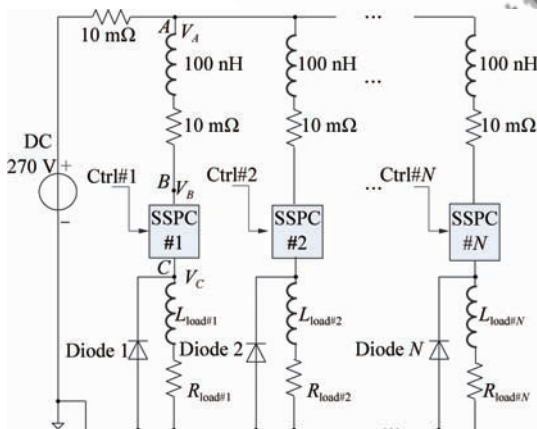 A V_A ...
10 mΩ
100 nH 100 nH 100 nH
...
10 mΩ 10 mΩ 10 mΩ
DC
270 V + −
Ctrl#1 B V_B Ctrl#2 ... Ctrl#N
SSPC #1 SSPC #2 SSPC #N
C V_C
L_load#1 L_load#2 L_load#N
Diode 1 Diode 2 Diode N
R_load#1 R_load#2 R_load#N
...